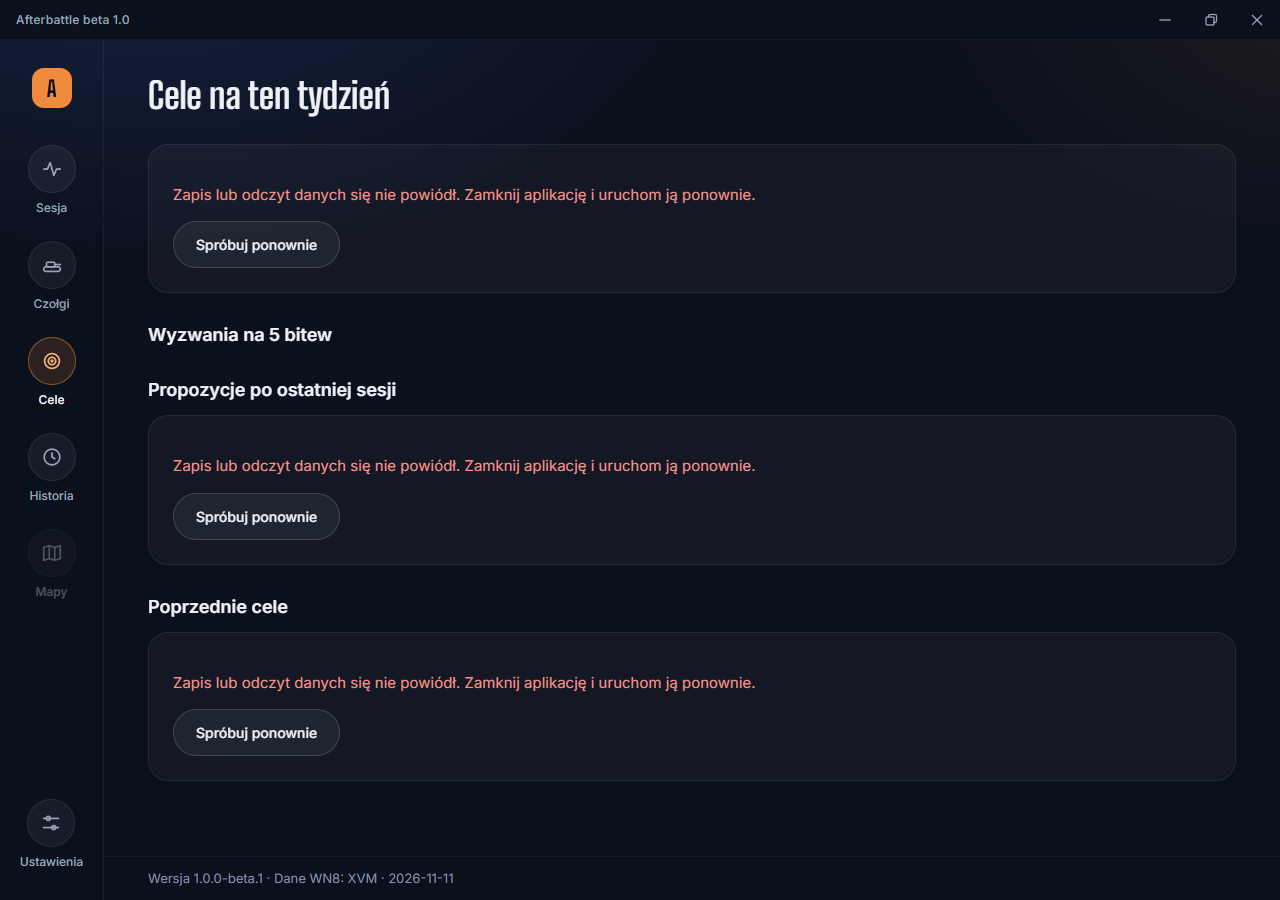 Afterbattle beta 1.0
A
Sesja
Czołgi
Cele
Historia
Mapy
Ustawienia
Cele na ten tydzień
Zapis lub odczyt danych się nie powiódł. Zamknij aplikację i uruchom ją ponownie.
Spróbuj ponownie
Wyzwania na 5 bitew
Propozycje po ostatniej sesji
Zapis lub odczyt danych się nie powiódł. Zamknij aplikację i uruchom ją ponownie.
Spróbuj ponownie
Poprzednie cele
Zapis lub odczyt danych się nie powiódł. Zamknij aplikację i uruchom ją ponownie.
Spróbuj ponownie
Wersja 1.0.0-beta.1 · Dane WN8: XVM · 2026-11-11